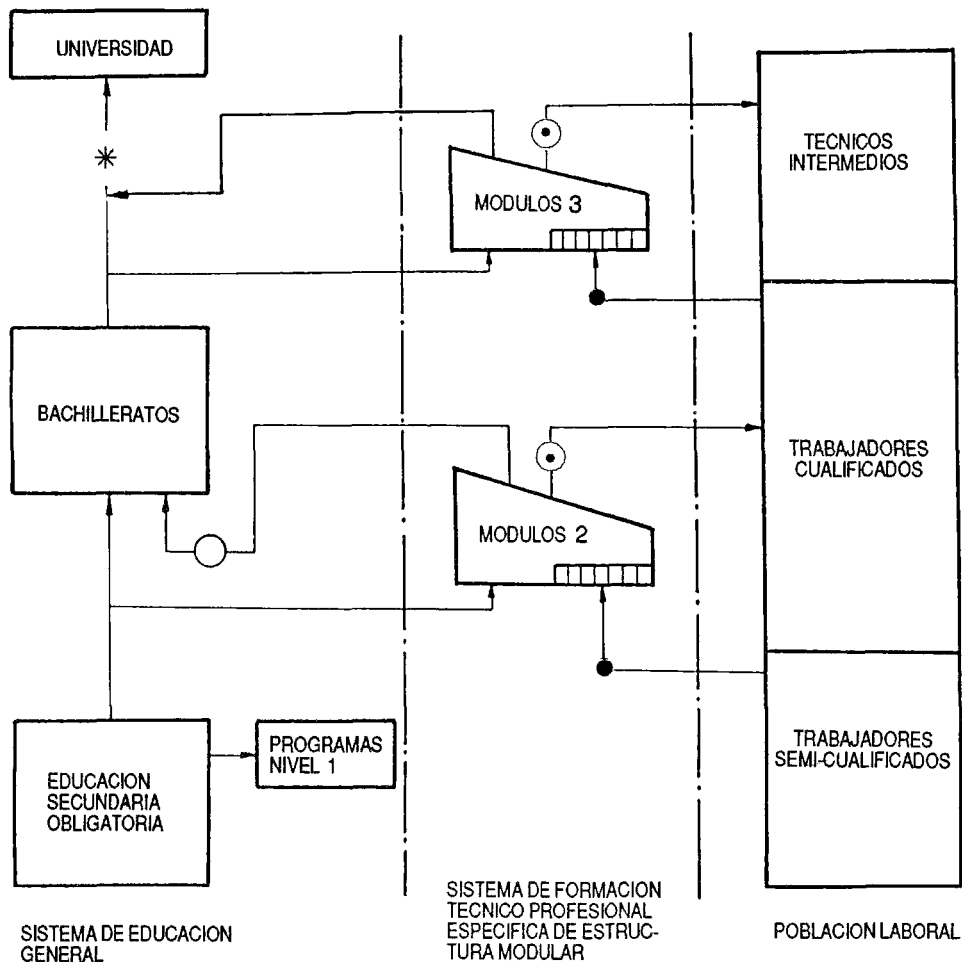 UNIVERSIDAD
MODULOS 3
TECNICOS
INTERMEDIOS
BACHILLERATOS
MODULOS 2
TRABAJADORES
CUALIFICADOS
EDUCACION
SECUNDARIA
OBLIGATORIA
PROGRAMAS
NIVEL 1
TRABAJADORES
SEMI-CUALIFICADOS
SISTEMA DE EDUCACION
GENERAL
SISTEMA DE FORMACION
TECNICO PROFESIONAL
ESPECIFICA DE ESTRUC-
TURA MODULAR
POBLACION LABORAL